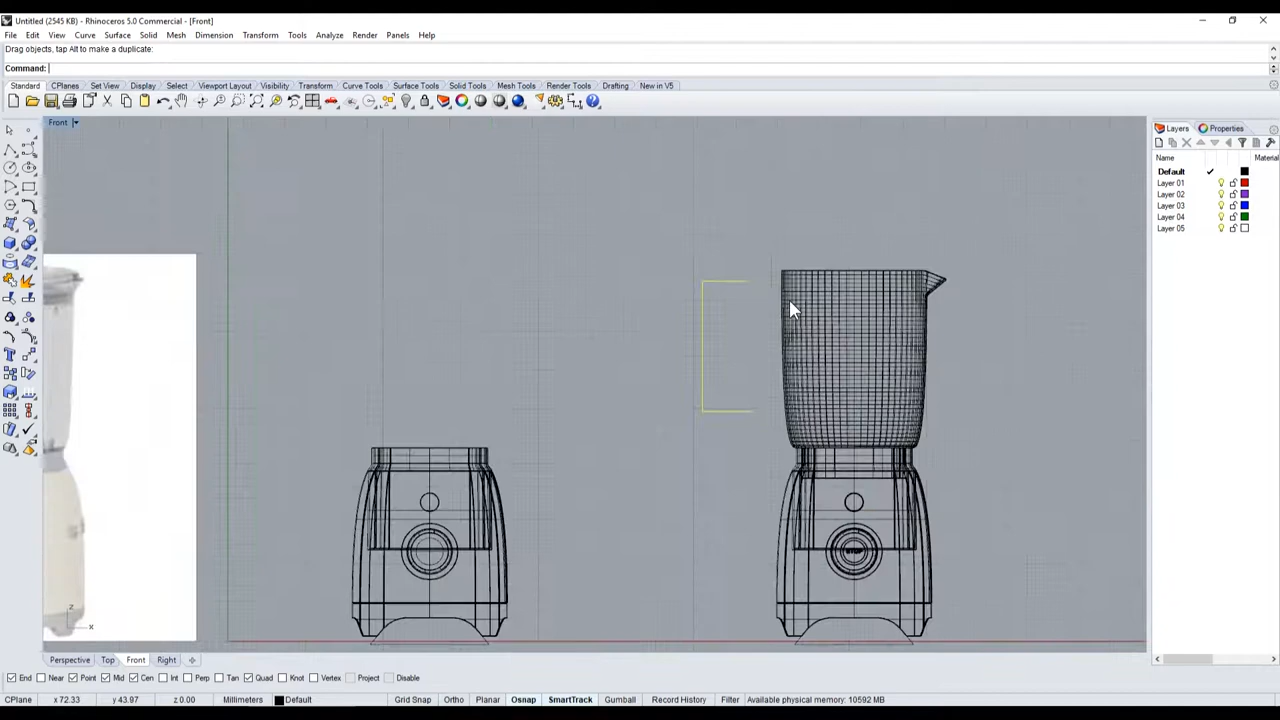 Untitled (2545 KB) - Rhinoceros 5.0 Commercial - [Front]
File Edit View Curve Surface Solid Mesh Dimension Transform Tools Analyze Render Panels Help
Drag objects, tap Alt to make a duplicate:
Command:
Standard CPlanes Set View Display Select Viewport Layout Visibility Transform Curve Tools Surface Tools Solid Tools Mesh Tools Render Tools Drafting New in V5
Front
Layers Properties
Name Material
Default
Layer 01
Layer 02
Layer 03
Layer 04
Layer 05
STOP
z
x
Perspective Top Front Right
End Near Point Mid Cen Int Perp Tan Quad Knot Vertex Project Disable
CPlane x 72.33 y 43.97 z 0.00 Millimeters Default Grid Snap Ortho Planar Osnap SmartTrack Gumball Record History Filter Available physical memory: 10592 MB